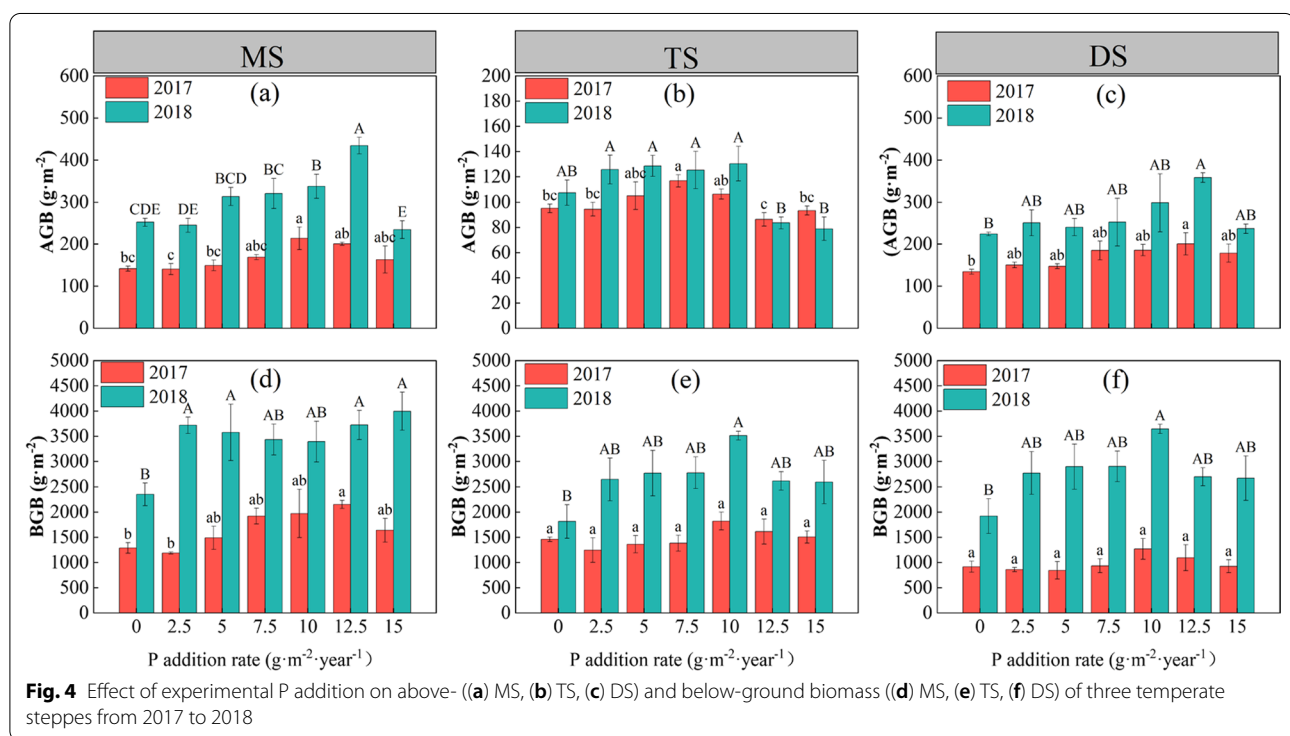 MS TS DS
600 500 400 300 200 100 0
AGB (g·m-2)
2017
2018
(a)
bc c bc abc a ab abc
CDE DE BCD BC B A E
200 180 160 140 120 100 80 60 40 20 0
AGB (g·m-2)
2017
2018
(b)
bc bc abc a ab c bc
AB A A A A B B
600 500 400 300 200 100 0
(AGB (g·m-2)
2017
2018
(c)
b ab ab ab ab a ab
B AB AB AB AB A AB
5000 4500 4000 3500 3000 2500 2000 1500 1000 500 0
BGB (g·m-2)
2017
2018
(d)
b b ab ab ab a ab
B A A AB AB A A
0 2.5 5 7.5 10 12.5 15
P addition rate (g·m-2·year-1)
5000 4500 4000 3500 3000 2500 2000 1500 1000 500 0
BGB (g·m-2)
2017
2018
(e)
a a a a a a a
B AB AB AB A AB AB
0 2.5 5 7.5 10 12.5 15
P addition rate (g·m-2·year-1)
5000 4500 4000 3500 3000 2500 2000 1500 1000 500 0
BGB (g·m-2)
2017
2018
(f)
a a a a a a a
B AB AB AB A AB AB
0 2.5 5 7.5 10 12.5 15
P addition rate (g·m-2·year-1)
Fig. 4 Effect of experimental P addition on above- ((a) MS, (b) TS, (c) DS) and below-ground biomass ((d) MS, (e) TS, (f) DS) of three temperate
steppes from 2017 to 2018